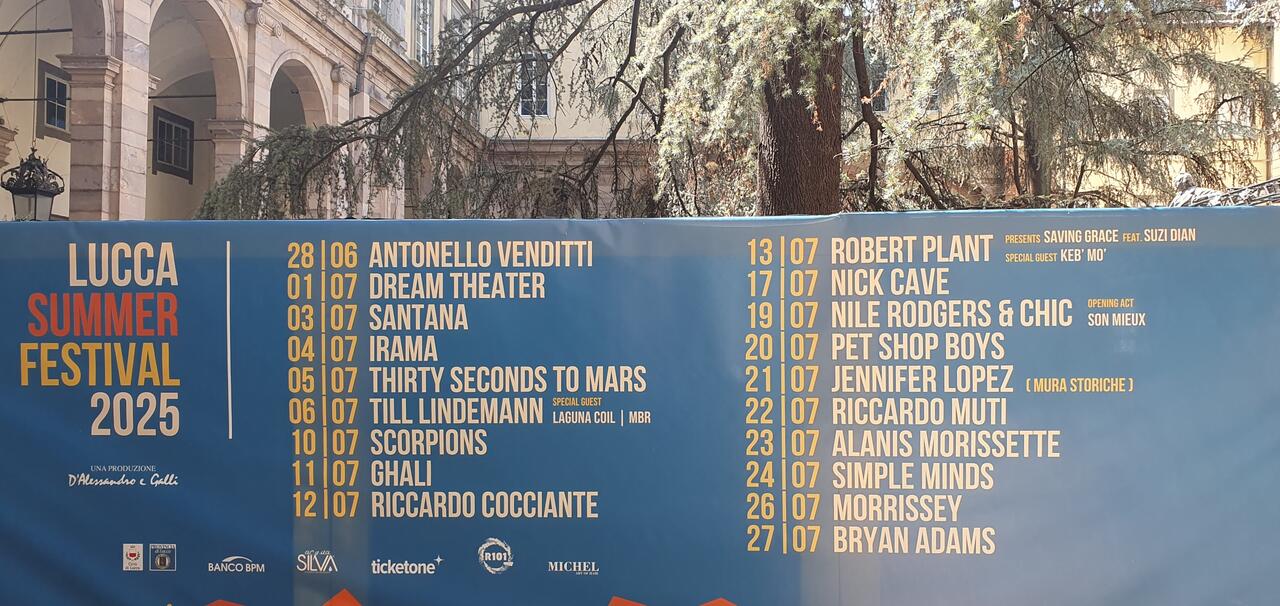 LUCCA
SUMMER
FESTIVAL
2025
UNA PRODUZIONE
D'Alessandro e Galli
28|06 ANTONELLO VENDITTI
01|07 DREAM THEATER
03|07 SANTANA
04|07 IRAMA
05|07 THIRTY SECONDS TO MARS
06|07 TILL LINDEMANN SPECIAL GUEST
LAGUNA COIL | MBR
10|07 SCORPIONS
11|07 GHALI
12|07 RICCARDO COCCIANTE
13|07 ROBERT PLANT PRESENTS SAVING GRACE FEAT. SUZI DIAN
SPECIAL GUEST KEB' MO'
17|07 NICK CAVE
19|07 NILE RODGERS & CHIC OPENING ACT
SON MIEUX
20|07 PET SHOP BOYS
21|07 JENNIFER LOPEZ ( MURA STORICHE )
22|07 RICCARDO MUTI
23|07 ALANIS MORISSETTE
24|07 SIMPLE MINDS
26|07 MORRISSEY
27|07 BRYAN ADAMS
BANCO BPM
SILVA
ticketone
R101
MICHEL